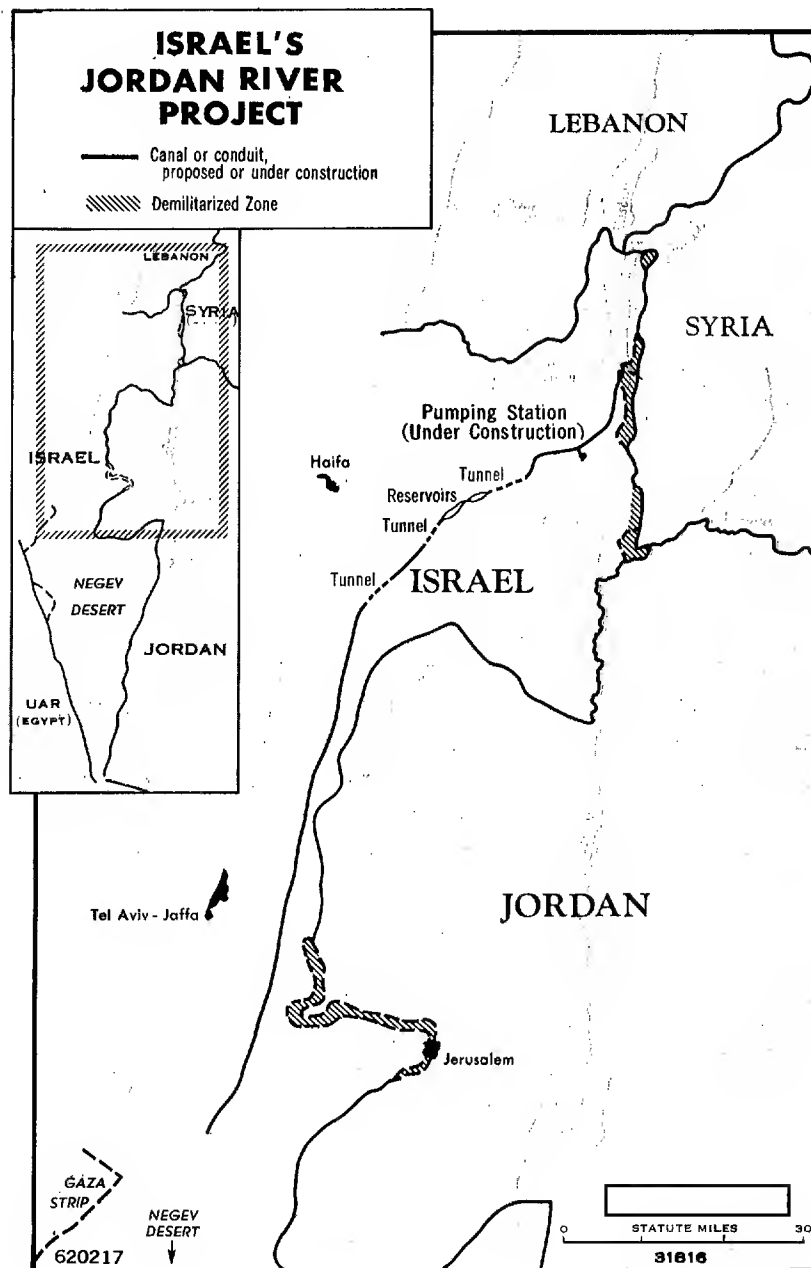 ISRAEL'S
JORDAN RIVER
PROJECT
Canal or conduit,
proposed or under construction
Demilitarized Zone
LEBANON
SYRIA
ISRAEL
NEGEV
DESERT
JORDAN
UAR
(EGYPT)
LEBANON
SYRIA
Pumping Station
(Under Construction)
Haifa
Tunnel
Reservoirs
Tunnel
Tunnel
ISRAEL
JORDAN
Tel Aviv - Jaffa
Jerusalem
GAZA
STRIP
NEGEV
DESERT
620217
0 STATUTE MILES 30
31816